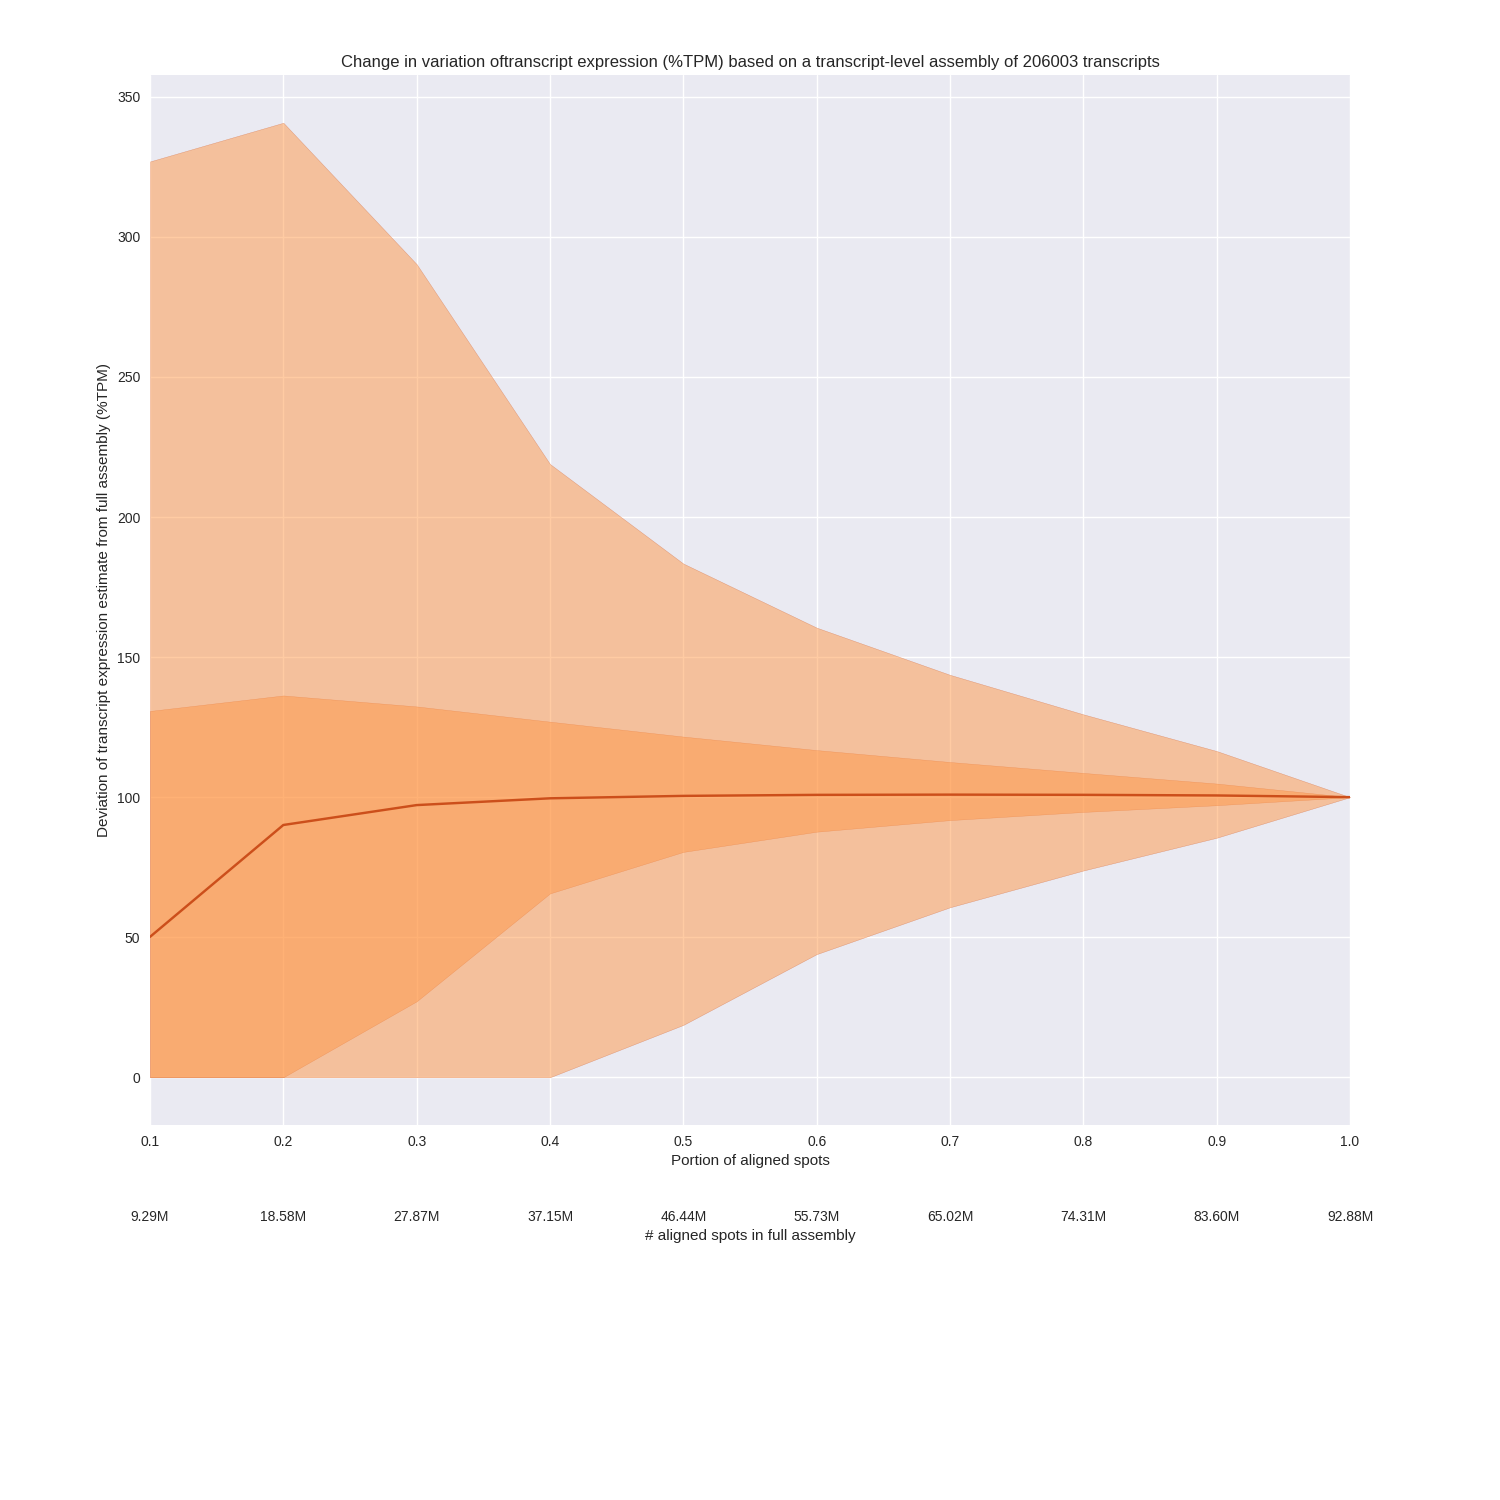 Change in variation oftranscript expression (%TPM) based on a transcript-level assembly of 206003 transcripts
Deviation of transcript expression estimate from full assembly (%TPM)
350
300
250
200
150
100
50
0
0.1 0.2 0.3 0.4 0.5 0.6 0.7 0.8 0.9 1.0
Portion of aligned spots
9.29M 18.58M 27.87M 37.15M 46.44M 55.73M 65.02M 74.31M 83.60M 92.88M
# aligned spots in full assembly